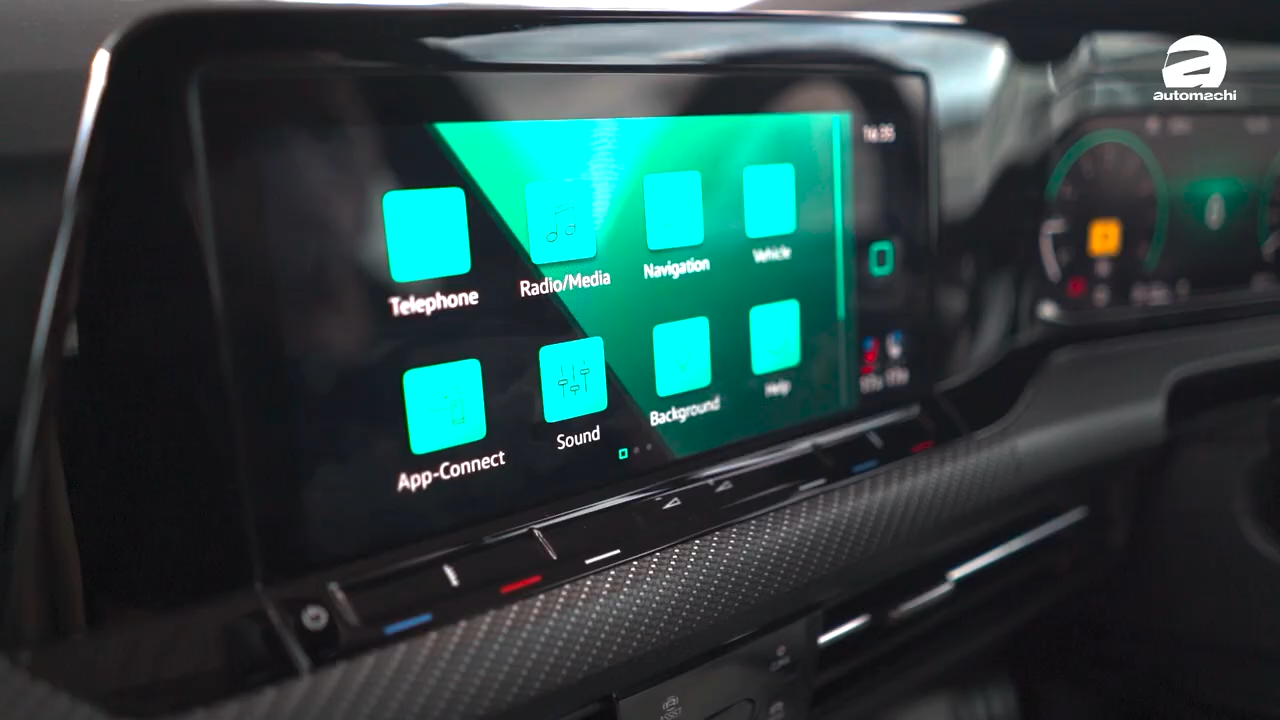 automachi
Telephone
Radio/Media
Navigation
Vehicle
App-Connect
Sound
Background
Help